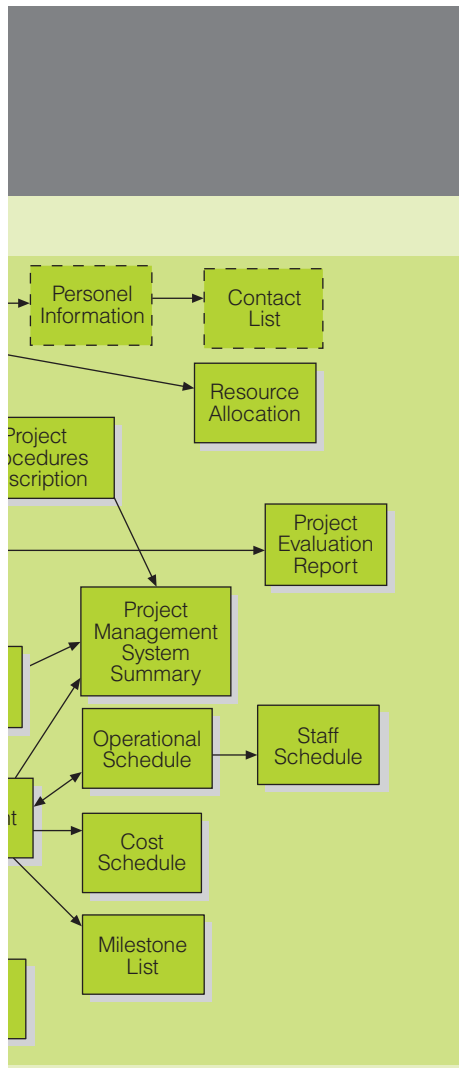 Personel
Information
Contact
List
Resource
Allocation
Project
ocedures
scription
Project
Evaluation
Report
Project
Management
System
Summary
Operational
Schedule
Staff
Schedule
nt
Cost
Schedule
Milestone
List